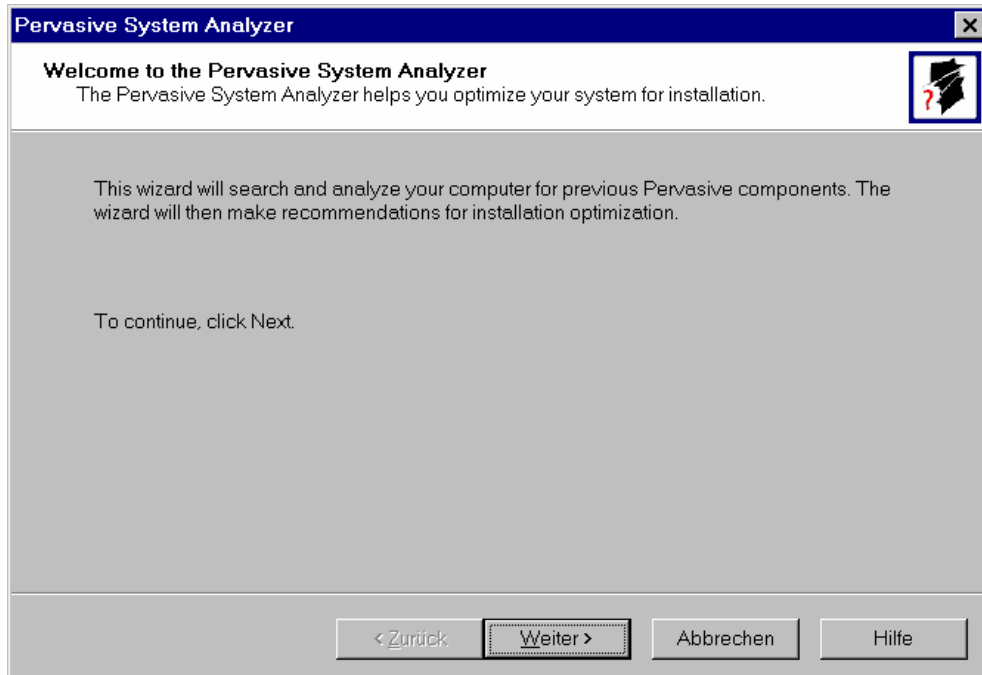 Pervasive System Analyzer
Welcome to the Pervasive System Analyzer
The Pervasive System Analyzer helps you optimize your system for installation.
?
This wizard will search and analyze your computer for previous Pervasive components. The
wizard will then make recommendations for installation optimization.
To continue, click Next.
< Zurück
Weiter >
Abbrechen
Hilfe